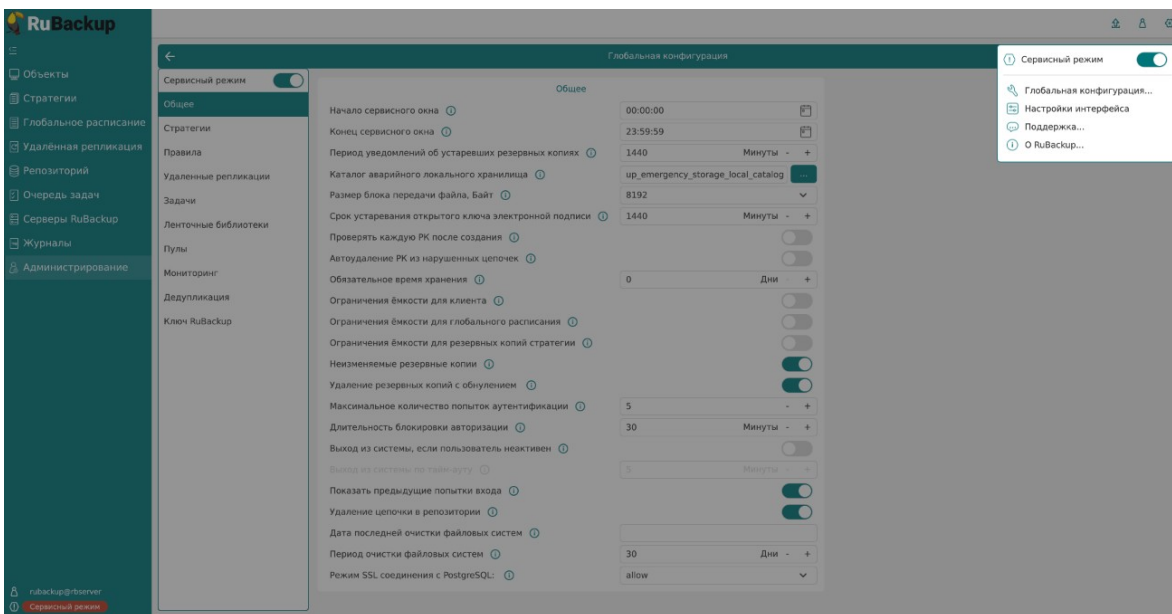 RuBackup
Объекты
Стратегии
Глобальное расписание
Удалённая репликация
Репозиторий
Очередь задач
Серверы RuBackup
Журналы
Администрирование
rubackup@rbserver
Сервисный режим
Глобальная конфигурация
Сервисный режим
Общее
Стратегии
Правила
Удаленные репликации
Задачи
Ленточные библиотеки
Пулы
Мониторинг
Дедупликация
Ключ RuBackup
Общее
Начало сервисного окна 00:00:00
Конец сервисного окна 23:59:59
Период уведомлений об устаревших резервных копиях 1440 Минуты - +
Каталог аварийного локального хранилища up_emergency_storage_local_catalog ...
Размер блока передачи файла, Байт 8192
Срок устаревания открытого ключа электронной подписи 1440 Минуты - +
Проверять каждую РК после создания
Автоудаление РК из нарушенных цепочек
Обязательное время хранения 0 Дни - +
Ограничения ёмкости для клиента
Ограничения ёмкости для глобального расписания
Ограничения ёмкости для резервных копий стратегии
Неизменяемые резервные копии
Удаление резервных копий с обнулением
Максимальное количество попыток аутентификации 5 - +
Длительность блокировки авторизации 30 Минуты - +
Выход из системы, если пользователь неактивен
Выход из системы по тайм-ауту 5 Минуты - +
Показать предыдущие попытки входа
Удаление цепочки в репозитории
Дата последней очистки файловых систем
Период очистки файловых систем 30 Дни - +
Режим SSL соединения с PostgreSQL: allow
Сервисный режим
Глобальная конфигурация...
Настройки интерфейса
Поддержка...
О RuBackup...